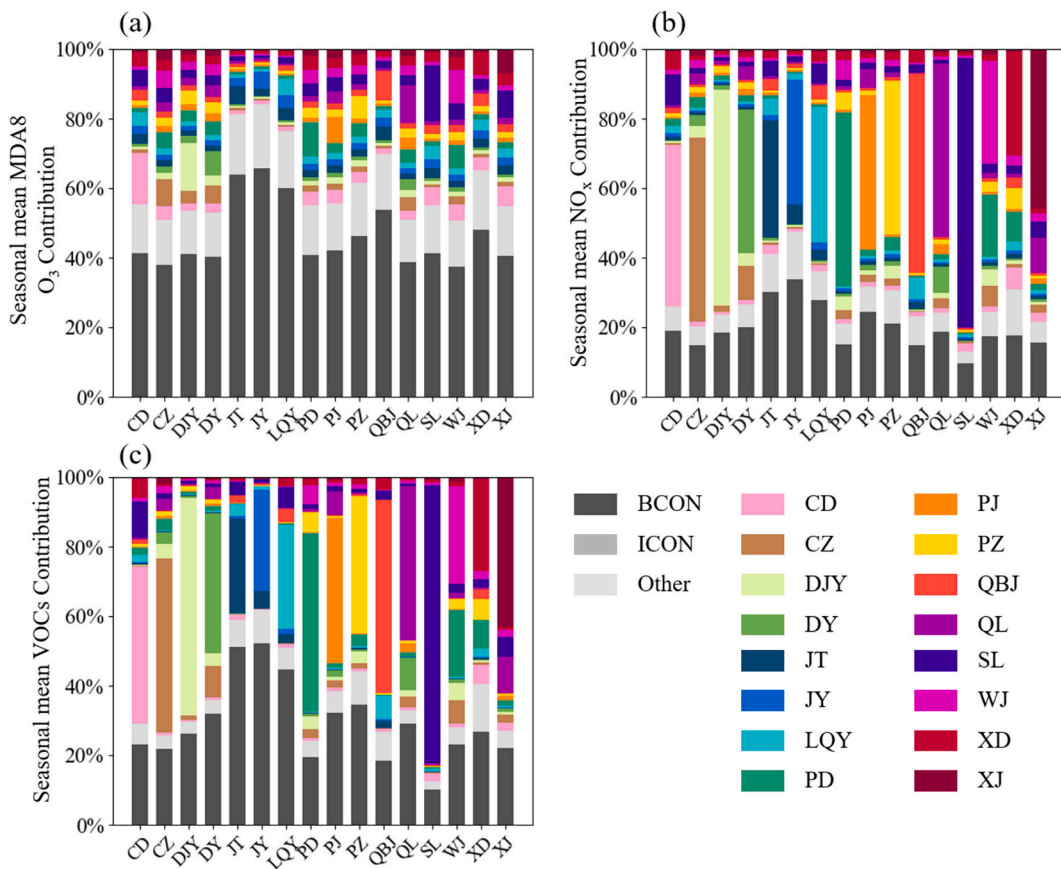 (a)
Seasonal mean MDA8
O₃ Contribution
100%
80%
60%
40%
20%
0%
CD CZ DJY DY JT JY LQY PD PJ PZ QBJ QL SL WJ XD XJ
(b)
Seasonal mean NOₓ Contribution
100%
80%
60%
40%
20%
0%
CD CZ DJY DY JT JY LQY PD PJ PZ QBJ QL SL WJ XD XJ
(c)
Seasonal mean VOCs Contribution
100%
80%
60%
40%
20%
0%
CD CZ DJY DY JT JY LQY PD PJ PZ QBJ QL SL WJ XD XJ
BCON
ICON
Other
CD
CZ
DJY
DY
JT
JY
LQY
PD
PJ
PZ
QBJ
QL
SL
WJ
XD
XJ